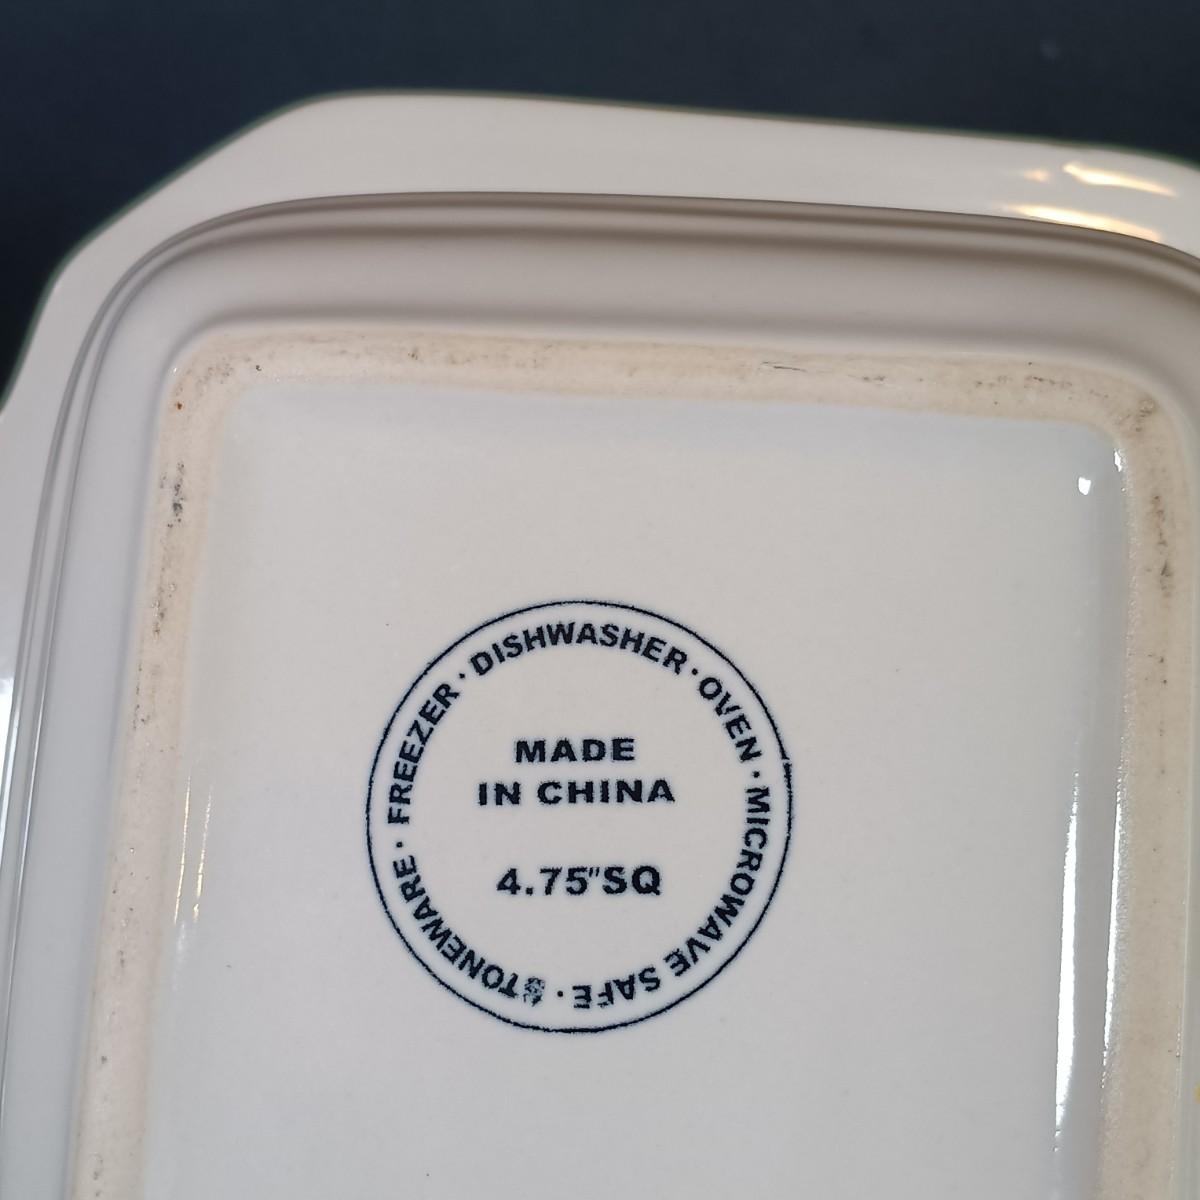 · FREEZER · DISHWASHER · OVEN · MICROWAVE SAFE · STONEWARE
MADE
IN CHINA
4.75"SQ